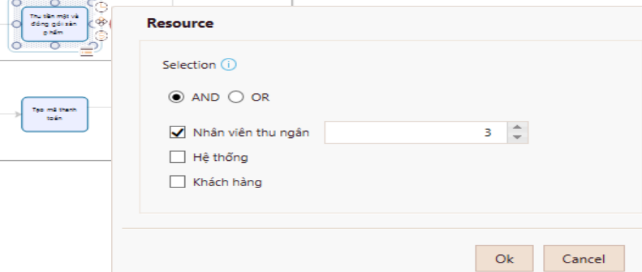 Thu tiền mặt và
đóng gói sản
phẩm
Tạo mã thanh
toán
Resource
Selection
AND OR
Nhân viên thu ngân 3
Hệ thống
Khách hàng
Ok Cancel